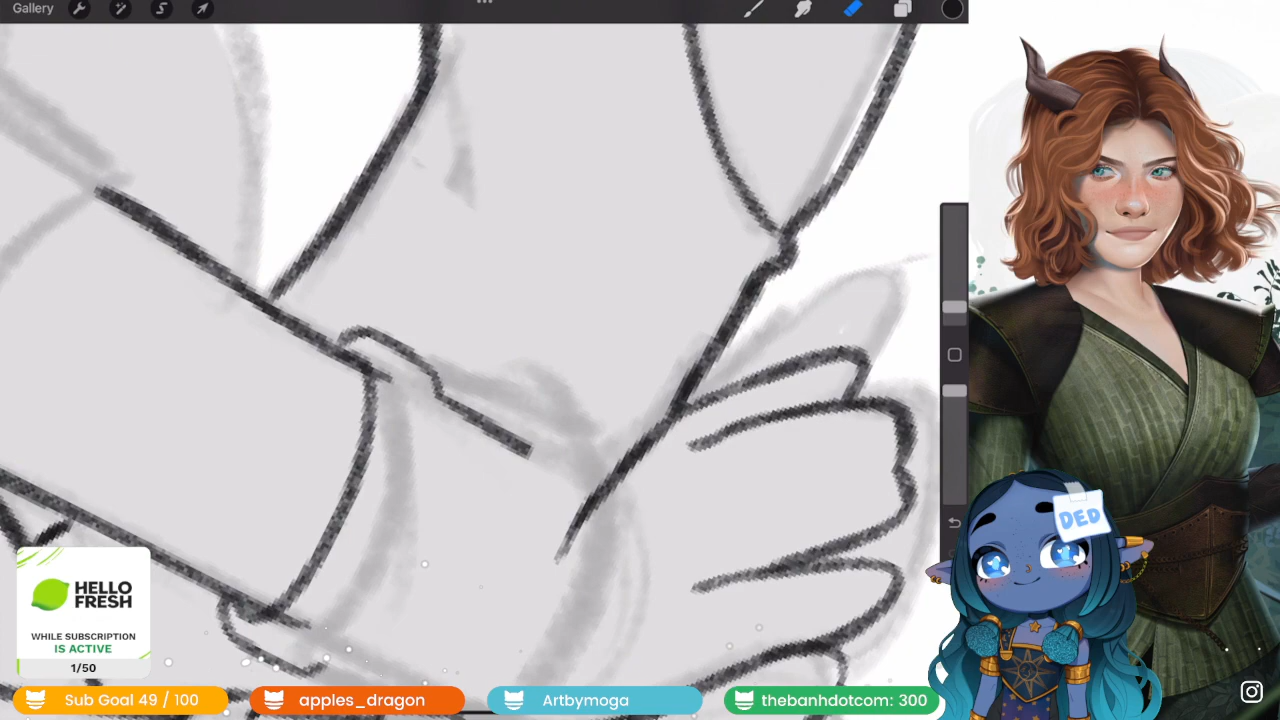 Gallery
DED
HELLO
FRESH
WHILE SUBSCRIPTION
IS ACTIVE
1/50
Sub Goal 49 / 100
apples_dragon
Artbymoga
thebanhdotcom: 300